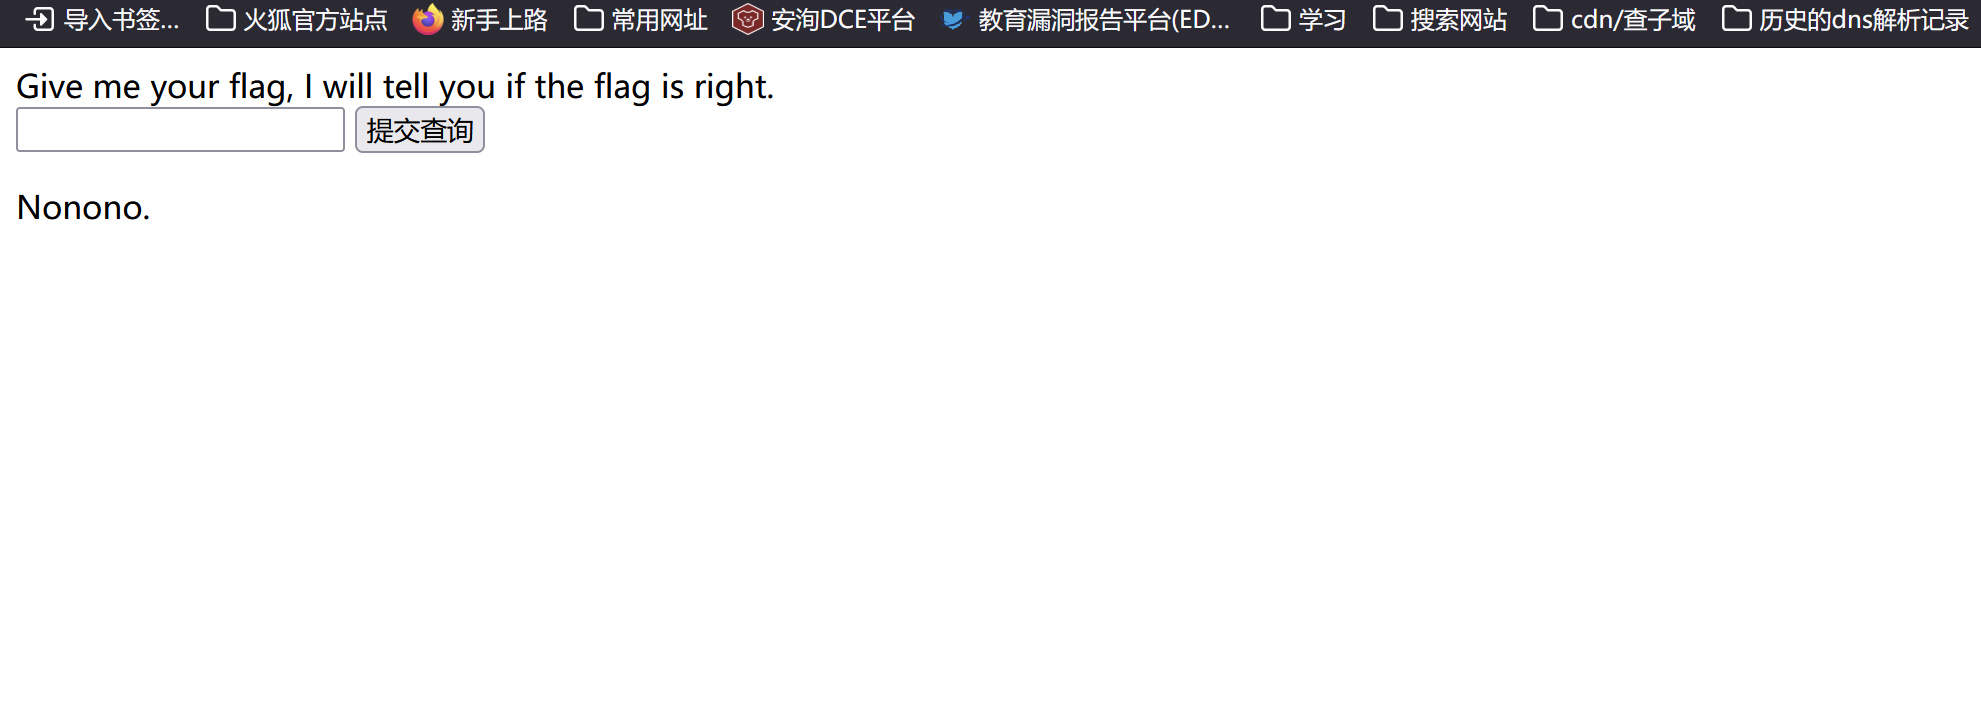 导入书签... 火狐官方站点 新手上路 常用网址 安洵DCE平台 教育漏洞报告平台(ED... 学习 搜索网站 cdn/查子域 历史的dns解析记录
Give me your flag, I will tell you if the flag is right.
提交查询
Nonono.